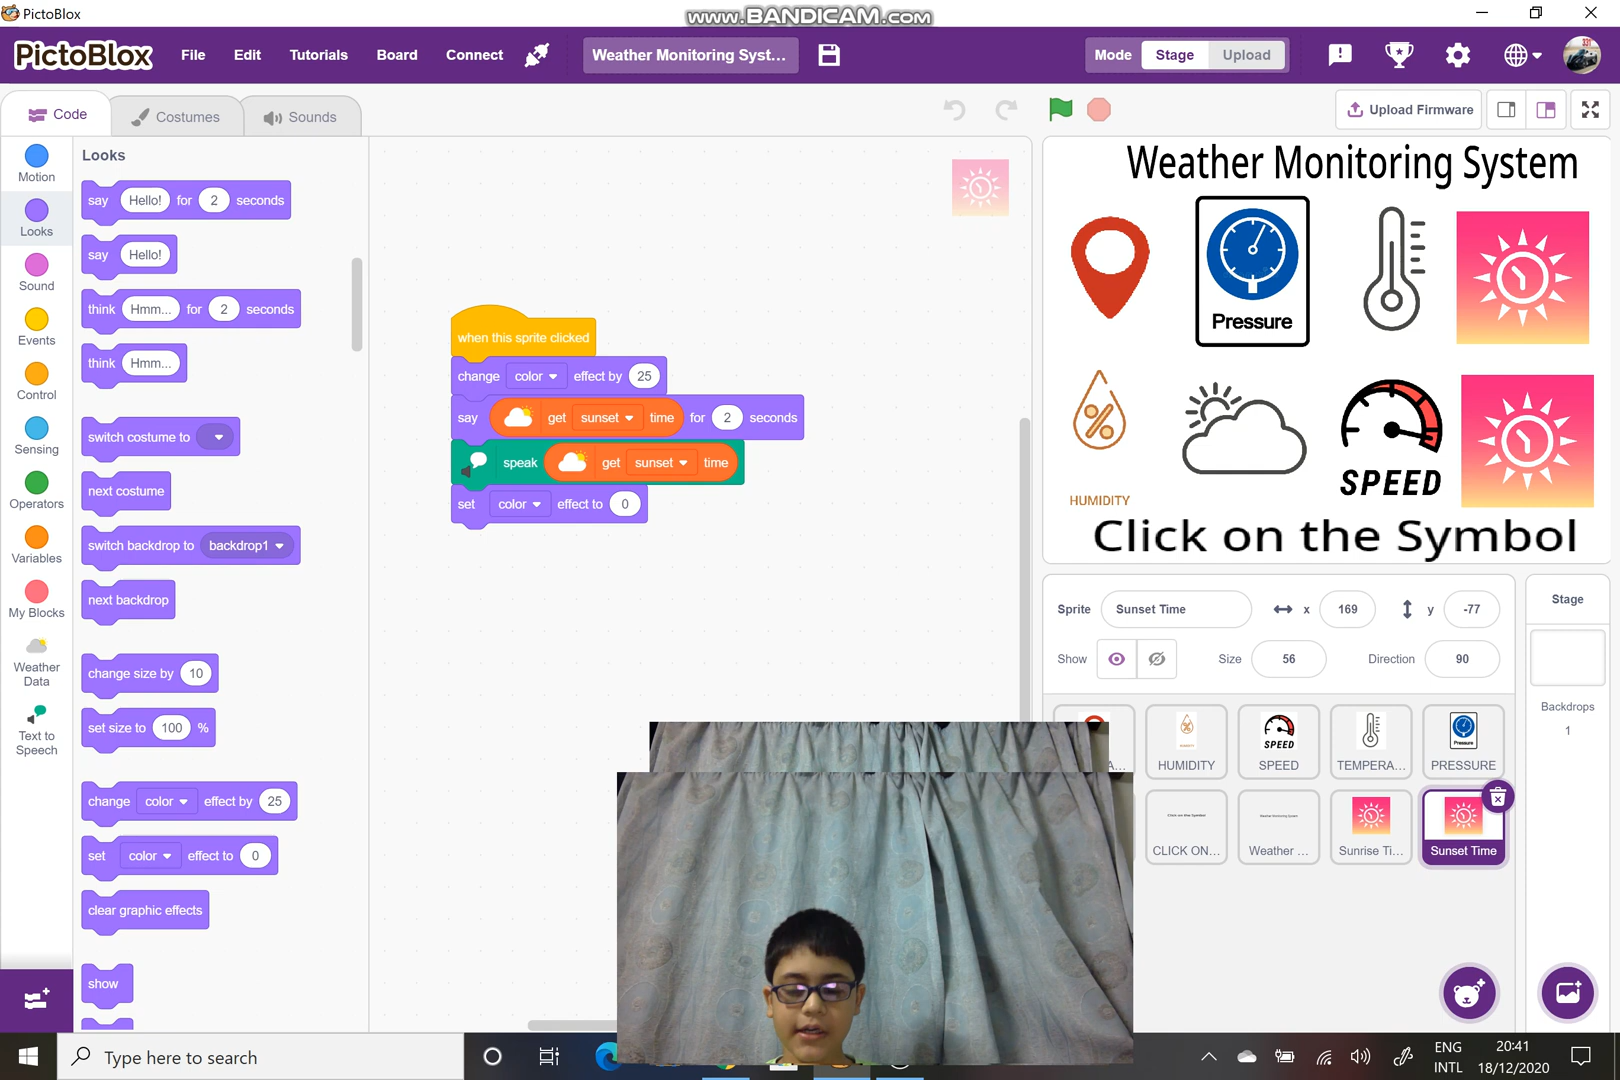 PictoBlox
www.BANDICAM.com
PictoBlox
File
Edit
Tutorials
Board
Connect
Weather Monitoring Syst...
Mode
Stage
Upload
Code
Costumes
Sounds
Upload Firmware
Motion
Looks
Sound
Events
Control
Sensing
Operators
Variables
My Blocks
Weather
Data
Text to
Speech
Looks
say Hello! for 2 seconds
say Hello!
think Hmm... for 2 seconds
think Hmm...
switch costume to
next costume
switch backdrop to backdrop1
next backdrop
change size by 10
set size to 100 %
change color effect by 25
set color effect to 0
clear graphic effects
show
when this sprite clicked
change color effect by 25
say get sunset time for 2 seconds
speak get sunset time
set color effect to 0
Weather Monitoring System
Pressure
HUMIDITY
SPEED
Click on the Symbol
Sprite Sunset Time x 169 y -77
Show Size 56 Direction 90
Stage
Backdrops
1
A...
HUMIDITY
SPEED
TEMPERA...
PRESSURE
Click on the Symbol
CLICK ON...
Weather Monitoring System
Weather ...
Sunrise Ti...
Sunset Time
Type here to search
ENG
INTL
20:41
18/12/2020